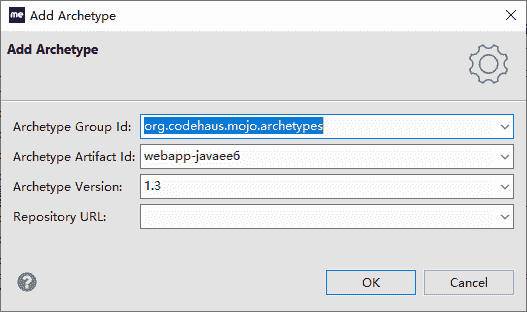 me Add Archetype
Add Archetype
Archetype Group Id: org.codehaus.mojo.archetypes
Archetype Artifact Id: webapp-javaee6
Archetype Version: 1.3
Repository URL:
? OK Cancel